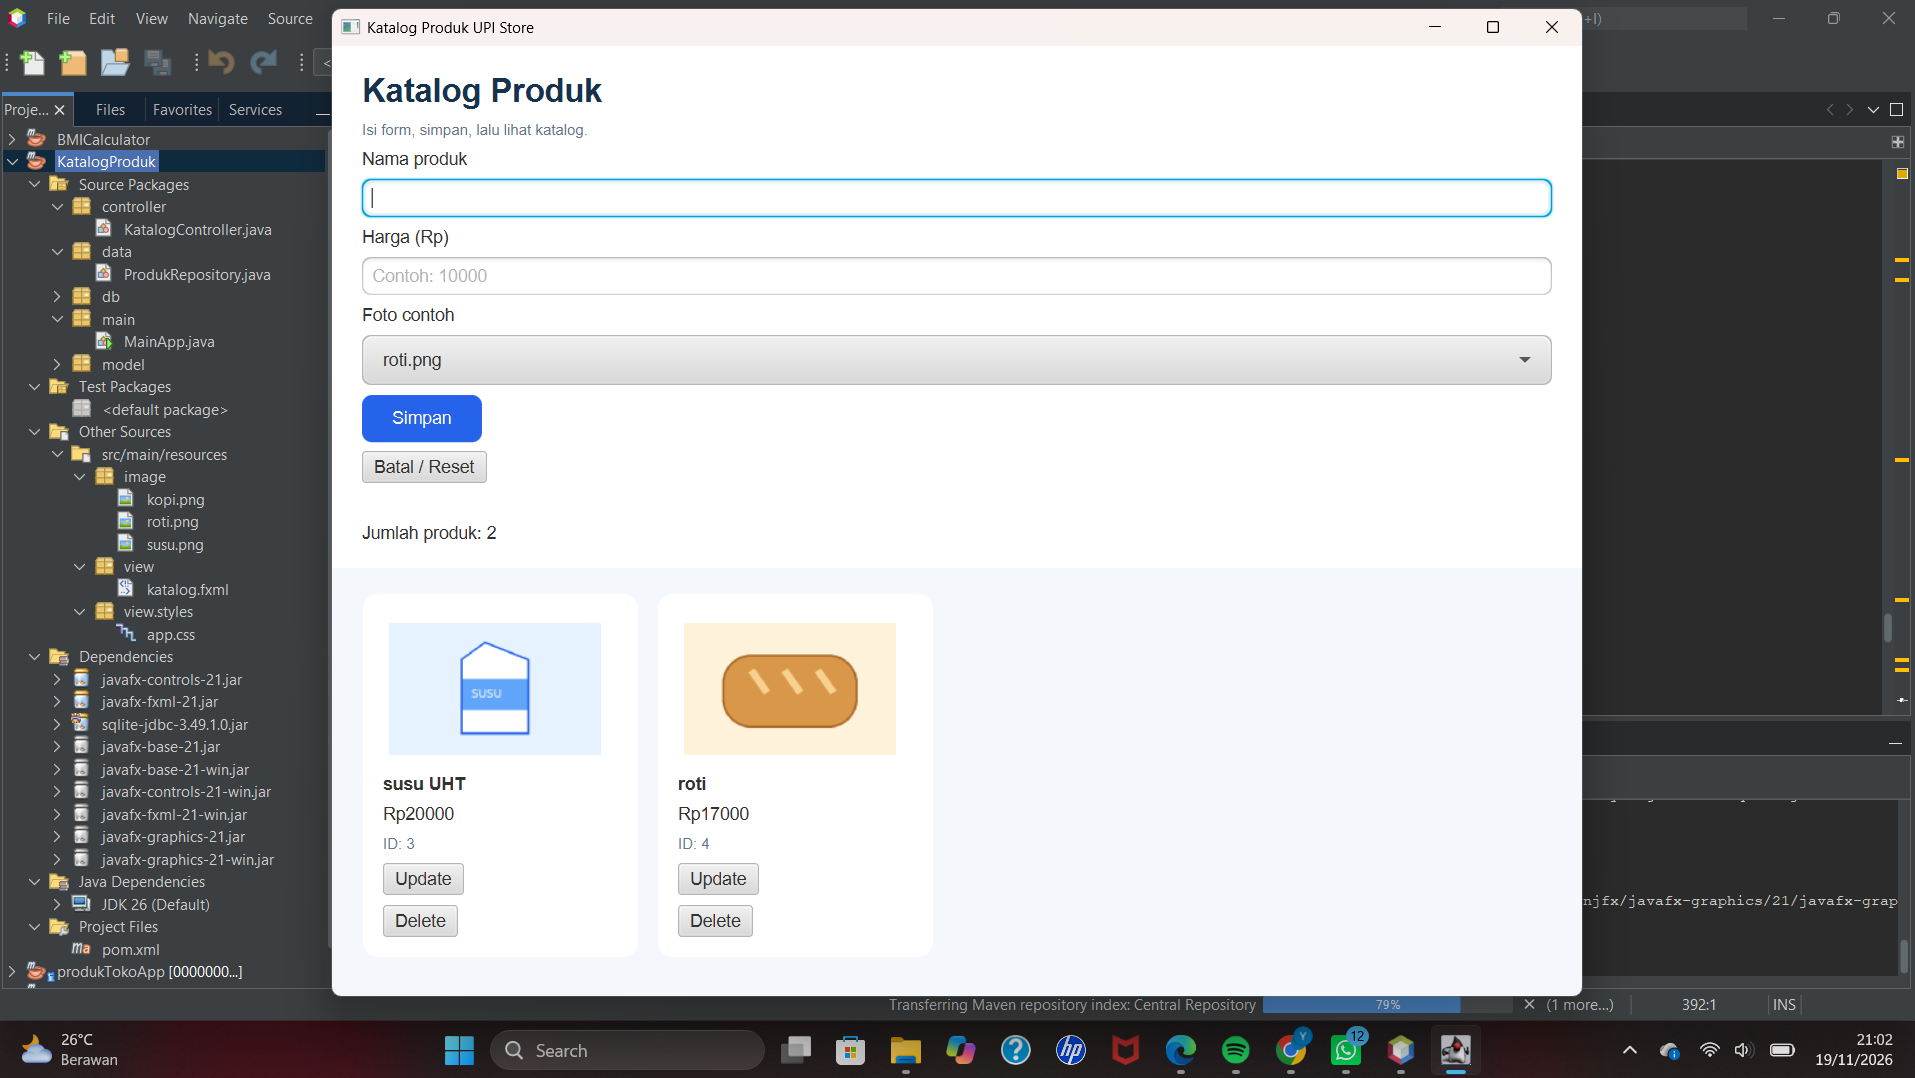 File Edit View Navigate Source
Katalog Produk UPI Store
+I)
Proje... Files Favorites Services
BMICalculator
KatalogProduk
Source Packages
controller
KatalogController.java
data
ProdukRepository.java
db
main
MainApp.java
model
Test Packages
<default package>
Other Sources
src/main/resources
image
kopi.png
roti.png
susu.png
view
katalog.fxml
view.styles
app.css
Dependencies
javafx-controls-21.jar
javafx-fxml-21.jar
sqlite-jdbc-3.49.1.0.jar
javafx-base-21.jar
javafx-base-21-win.jar
javafx-controls-21-win.jar
javafx-fxml-21-win.jar
javafx-graphics-21.jar
javafx-graphics-21-win.jar
Java Dependencies
JDK 26 (Default)
Project Files
pom.xml
produkTokoApp [0000000...]
Katalog Produk
Isi form, simpan, lalu lihat katalog.
Nama produk
Harga (Rp)
Contoh: 10000
Foto contoh
roti.png
Simpan
Batal / Reset
Jumlah produk: 2
SUSU
susu UHT
Rp20000
ID: 3
Update
Delete
roti
Rp17000
ID: 4
Update
Delete
njfx/javafx-graphics/21/javafx-grap
Transferring Maven repository index: Central Repository 79% (1 more...) 392:1 INS
26°C
Berawan
Search
hp
Y
12
21:02
19/11/2026